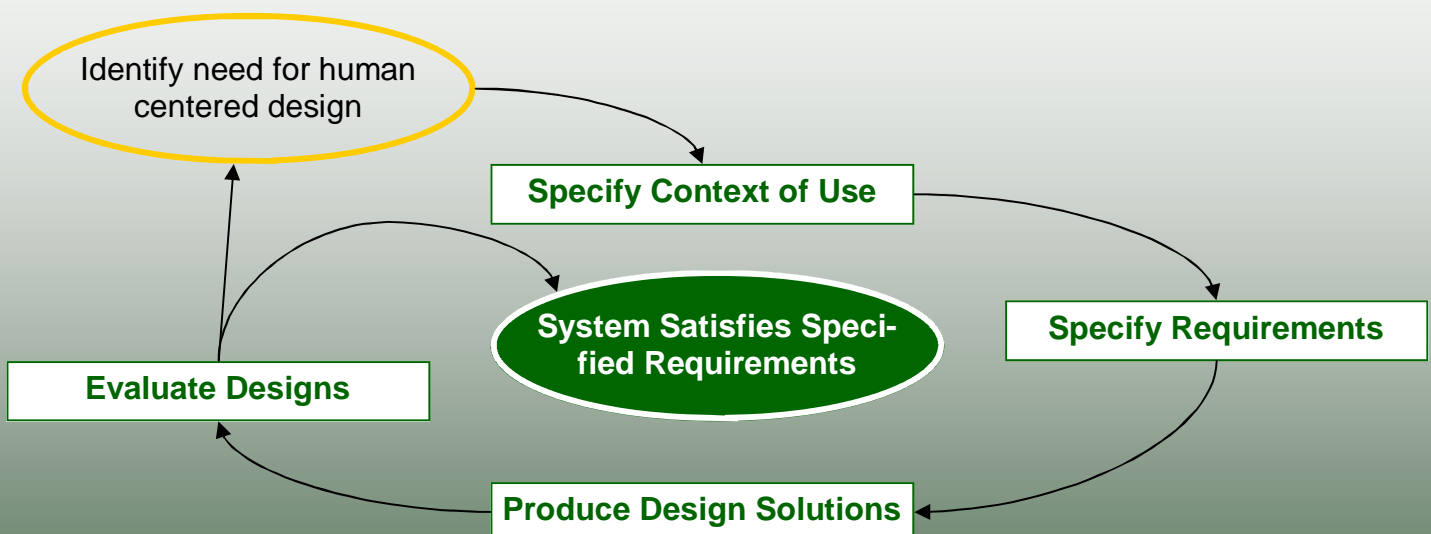 Identify need for human
centered design
Specify Context of Use
System Satisfies Speci-
fied Requirements
Specify Requirements
Evaluate Designs
Produce Design Solutions